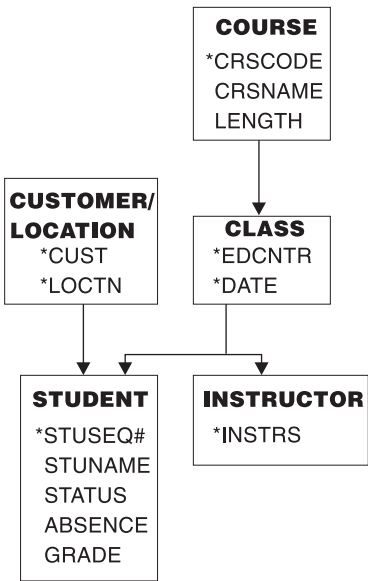 COURSE
*CRSCODE
CRSNAME
LENGTH
CUSTOMER/
LOCATION
*CUST
*LOCTN
CLASS
*EDCNTR
*DATE
STUDENT
*STUSEQ#
STUNAME
STATUS
ABSENCE
GRADE
INSTRUCTOR
*INSTRS